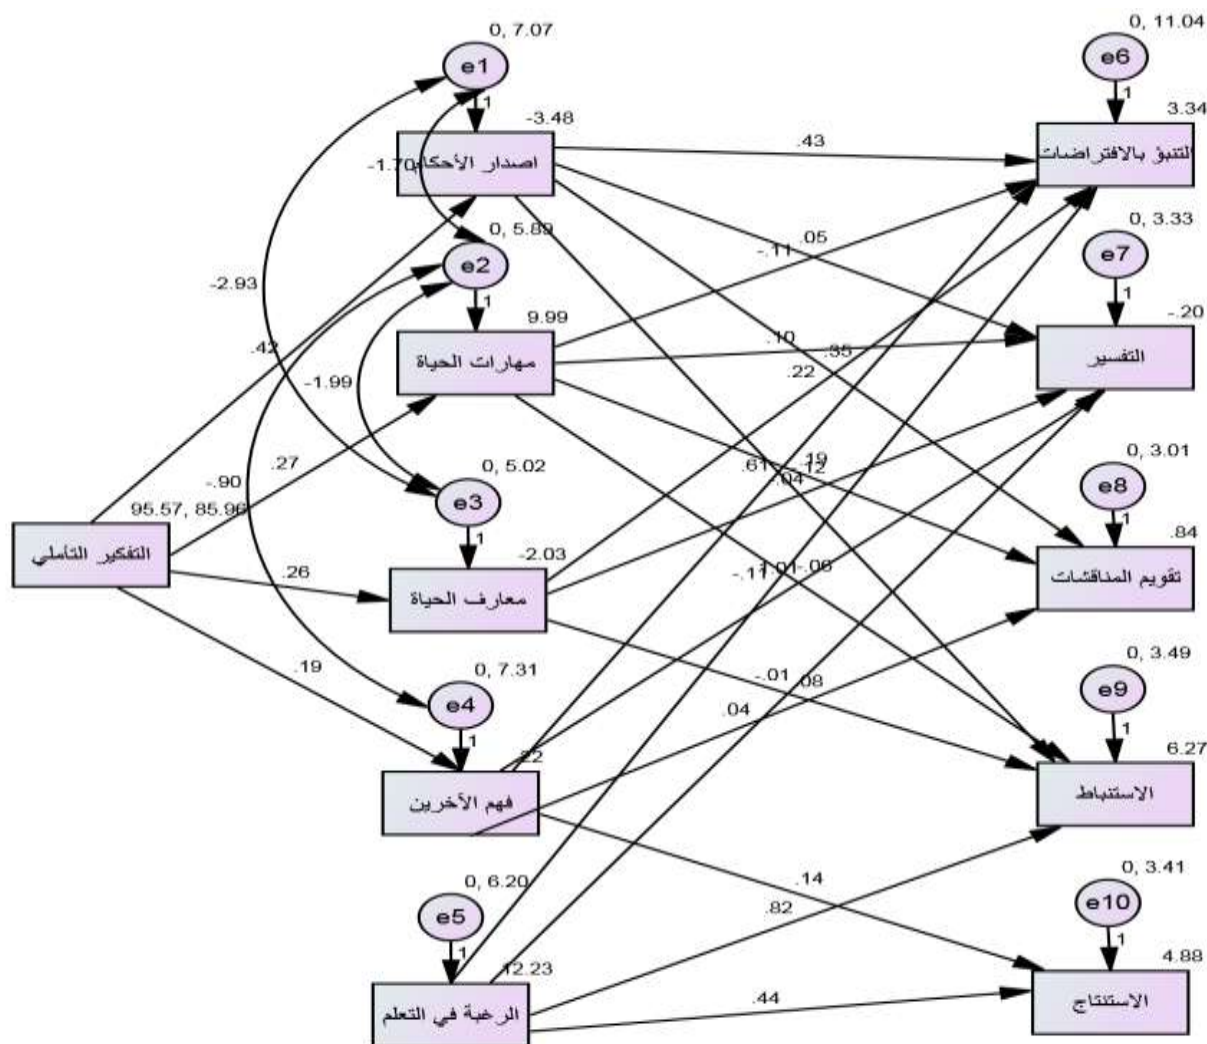 0, 7.07
e1
1
-3.48
اصدار الأحكام
-1.70
0, 5.89
e2
1
9.99
مهارات الحياة
-2.93
.42
-1.99
.27
-.90
0, 5.02
e3
1
-2.03
معارف الحياة
95.57, 85.96
التفكير التأملي
.26
.19
0, 7.31
e4
1
.22
فهم الآخرين
0, 6.20
e5
1
12.23
الرغبة في التعلم
.43
-.11
.05
.10
.35
.22
.61
.19
-.12
.04
-.11
1.01
-.06
-.01
.08
.04
.14
.82
.44
0, 11.04
e6
1
3.34
التنبؤ بالافتراضات
0, 3.33
e7
1
-.20
التفسير
0, 3.01
e8
1
.84
تقويم المناقشات
0, 3.49
e9
1
6.27
الاستنباط
0, 3.41
e10
1
4.88
الاستنتاج